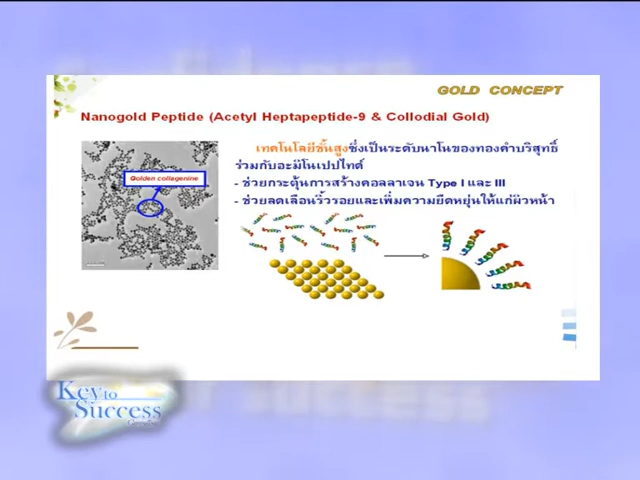 GOLD CONCEPT
Nanogold Peptide (Acetyl Heptapeptide-9 & Collodial Gold)
เทคโนโลยีชั้นสูงซึ่งเป็นระดับนาโนของทองคำบริสุทธิ์
ร่วมกับอะมิโนเปปไทด์
- ช่วยกระตุ้นการสร้างคอลลาเจน Type I และ III
- ช่วยลดเลือนริ้วรอยและเพิ่มความยืดหยุ่นให้แก่ผิวหน้า
Golden collagenine
Key to
Success